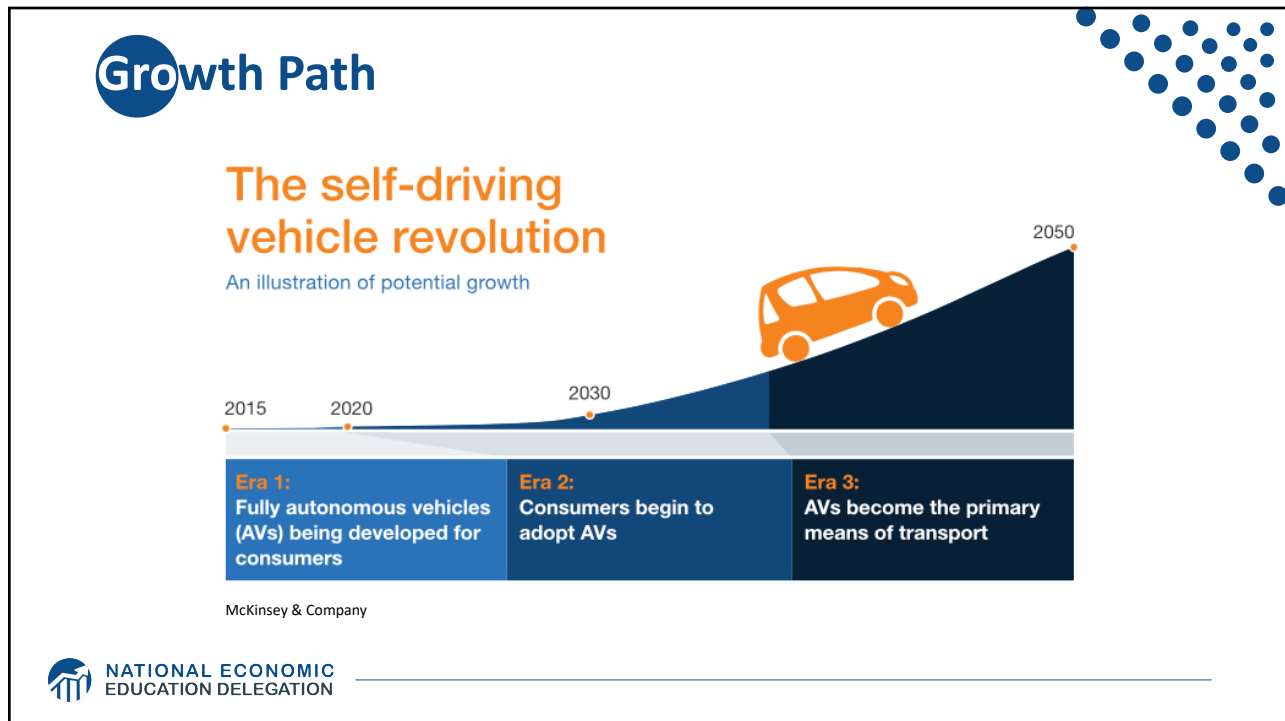 Growth Path
The self-driving
vehicle revolution
An illustration of potential growth
2015
2020
2030
2050
Era 1:
Fully autonomous vehicles
(AVs) being developed for
consumers
Era 2:
Consumers begin to
adopt AVs
Era 3:
AVs become the primary
means of transport
McKinsey & Company
NATIONAL ECONOMIC
EDUCATION DELEGATION